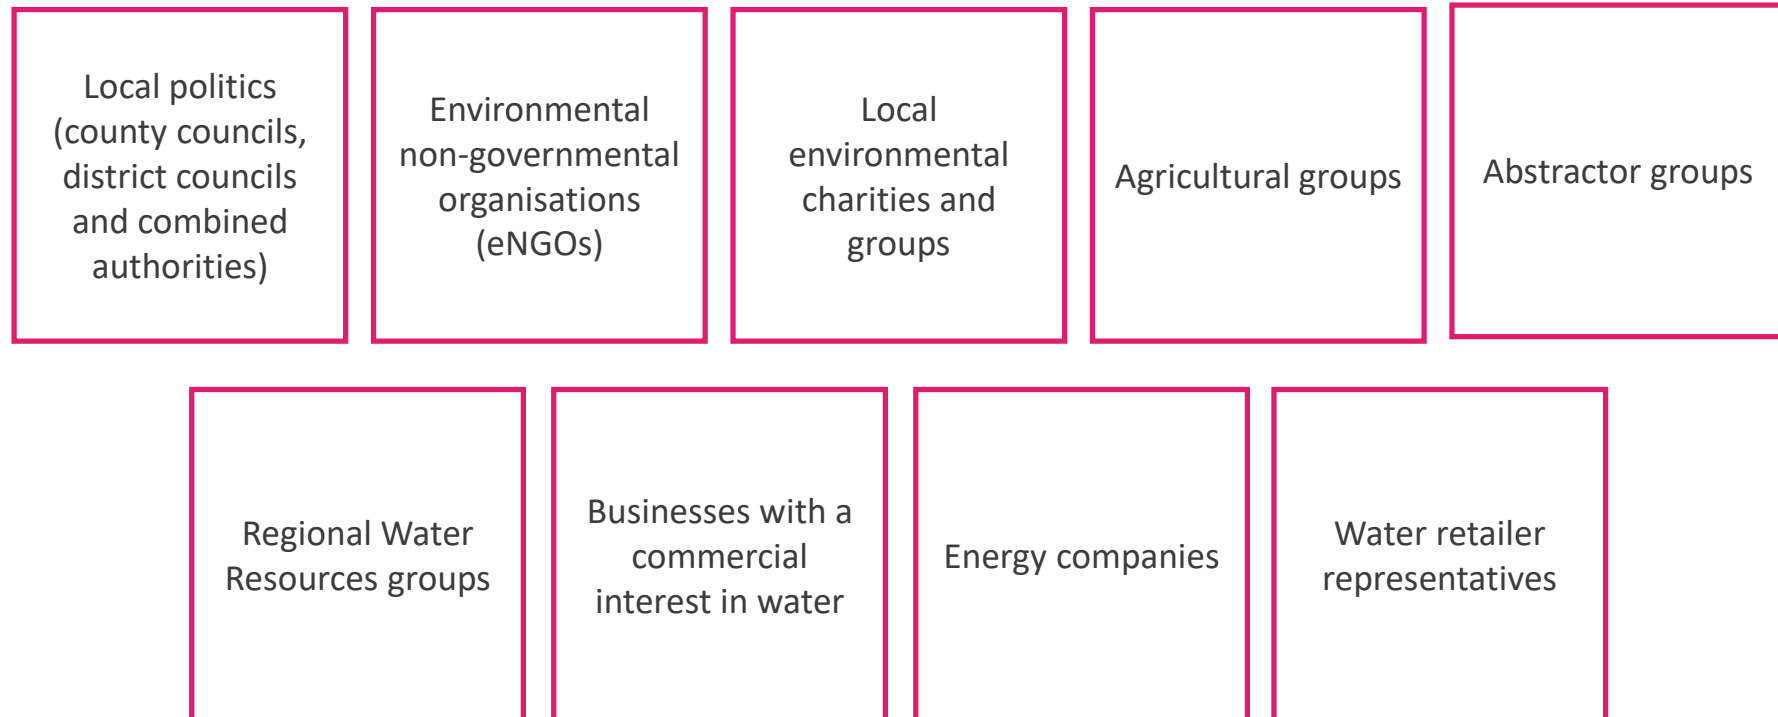 Local politics
(county councils,
district councils
and combined
authorities)
Environmental
non-governmental
organisations
(eNGOs)
Local
environmental
charities and
groups
Agricultural groups
Abstractor groups
Regional Water
Resources groups
Businesses with a
commercial
interest in water
Energy companies
Water retailer
representatives